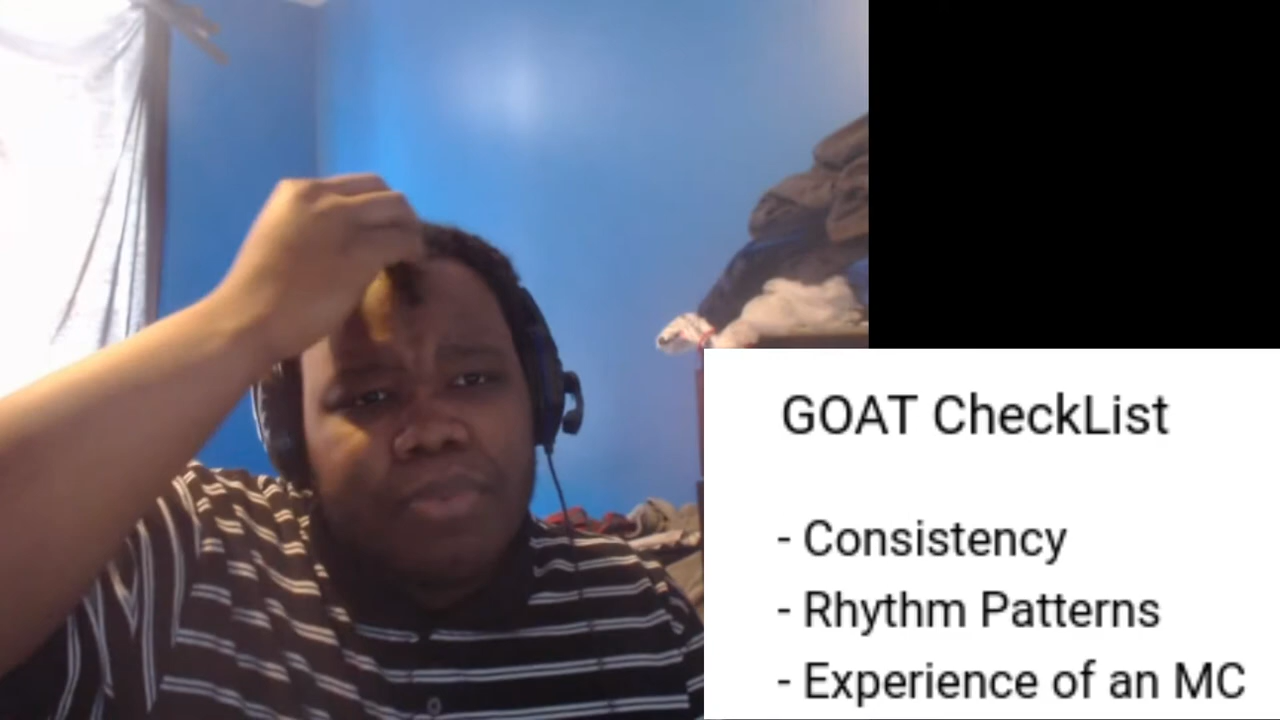 GOAT CheckList
- Consistency
- Rhythm Patterns
- Experience of an MC